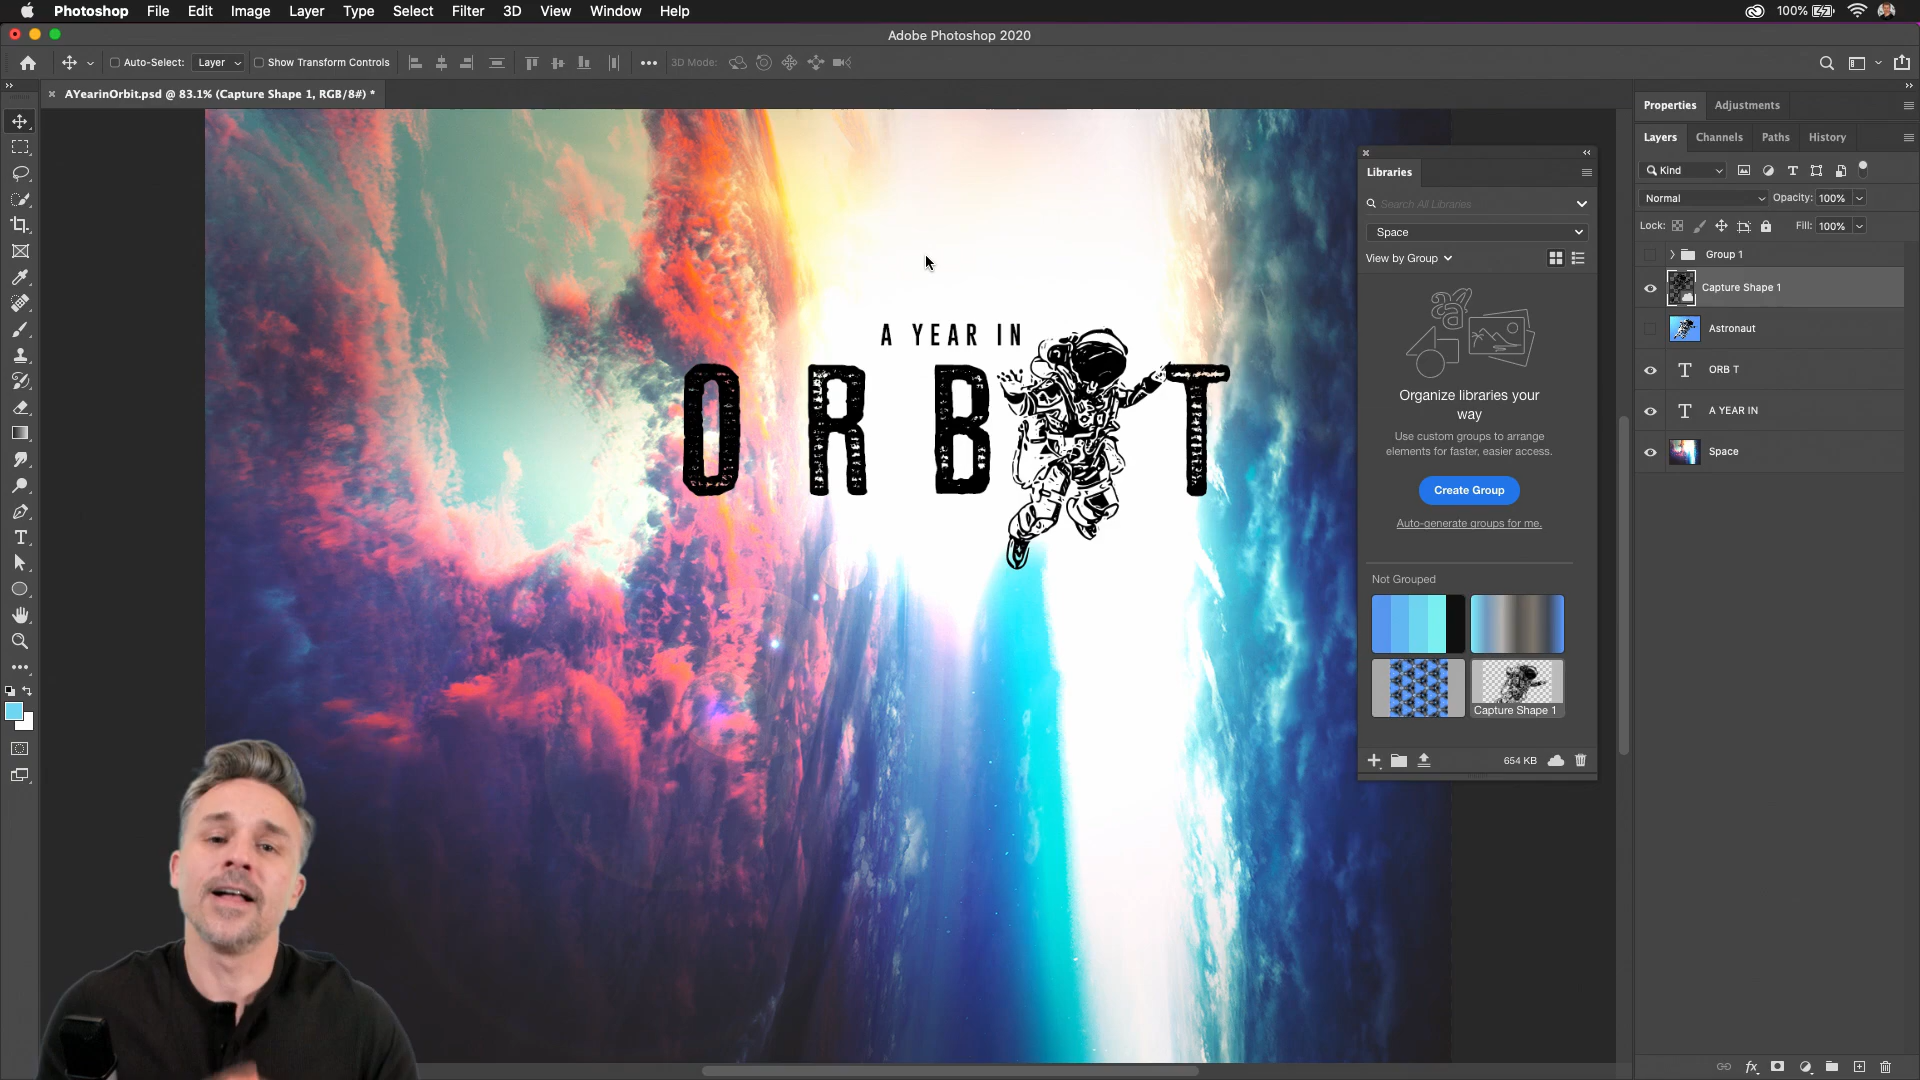 Photoshop File Edit Image Layer Type Select Filter 3D View Window Help 100%
Adobe Photoshop 2020
Auto-Select: Layer Show Transform Controls 3D Mode:
AYearinOrbit.psd @ 83.1% (Capture Shape 1, RGB/8#) *
Properties Adjustments
Layers Channels Paths History
Kind
Normal Opacity: 100%
Lock: Fill: 100%
Group 1
Capture Shape 1
Astronaut
T ORB T
T A YEAR IN
Space
Libraries
Search All Libraries
Space
View by Group
Organize libraries your
way
Use custom groups to arrange
elements for faster, easier access.
Create Group
Auto-generate groups for me.
Not Grouped
Capture Shape 1
654 KB
A YEAR IN
ORB T